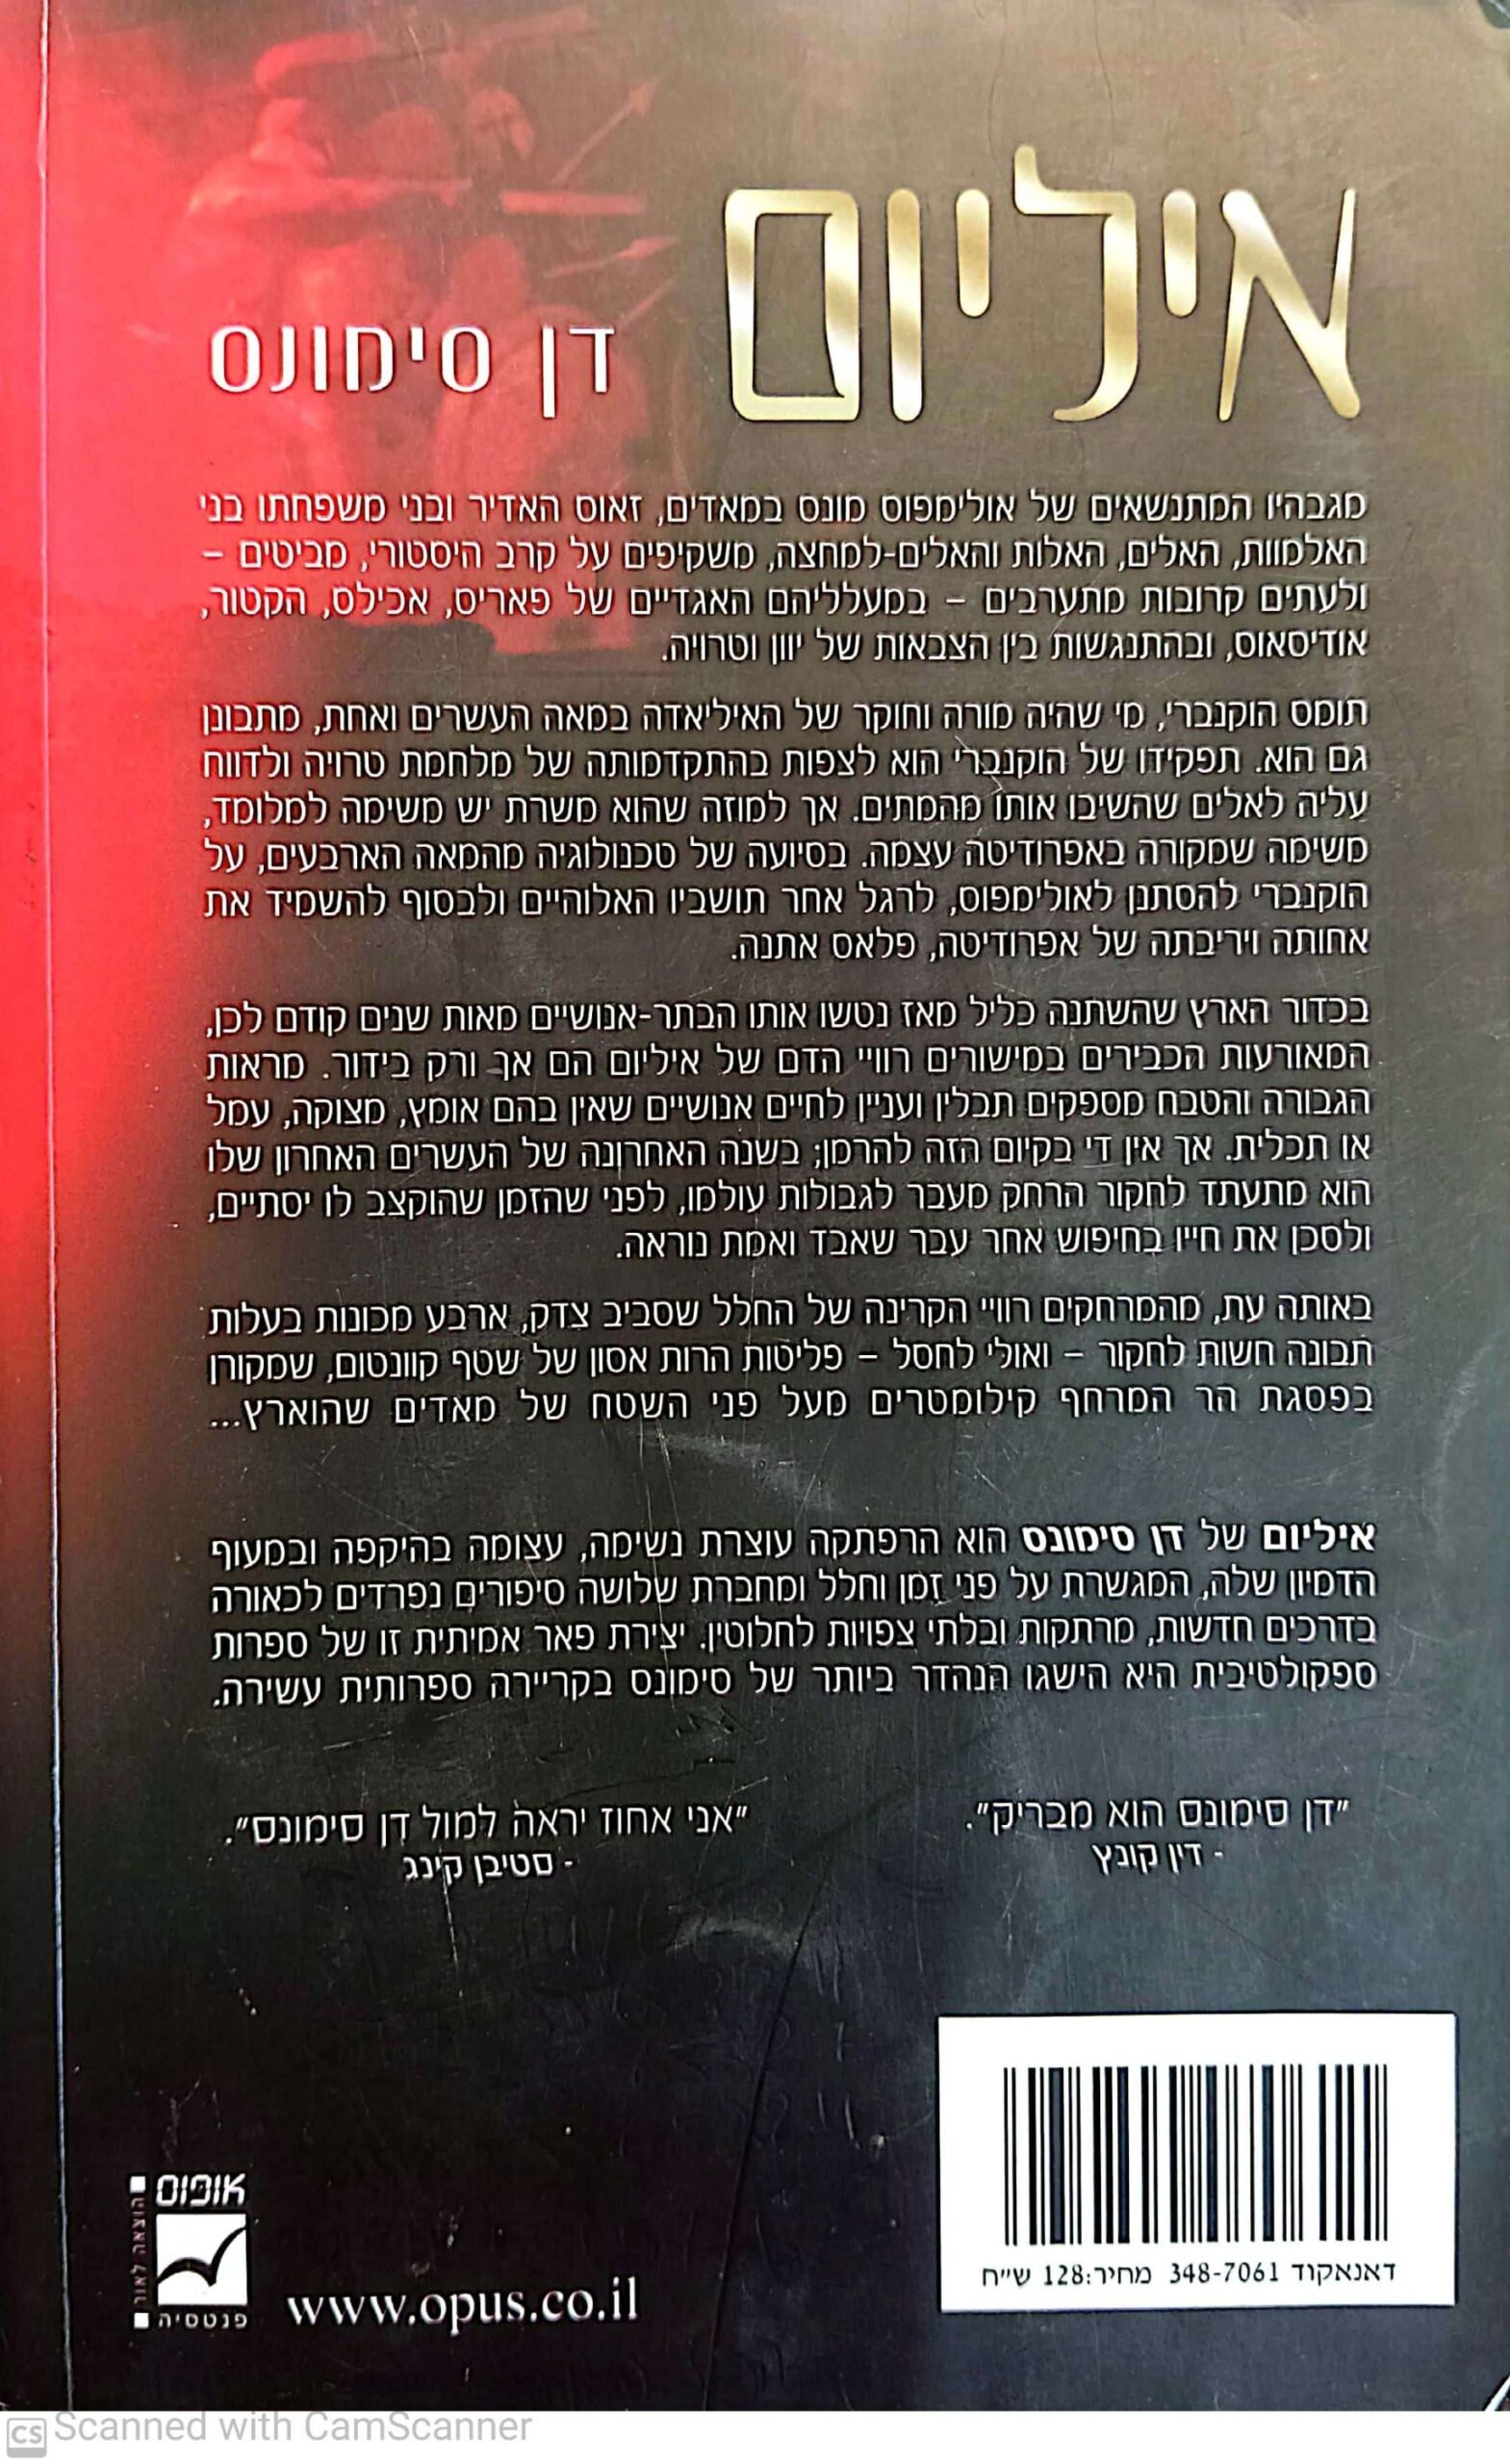 איליום
דן סימונס
מגבהיו המתנשאים של אולימפוס מונס במאדים, זאוס האדיר ובני משפחתו בני
האלמוות, האלים, האלות והאלים-למחצה, משקיפים על קרב היסטורי, מביטים –
ולעתים קרובות מתערבים – במעלליהם האגדיים של פאריס, אכילס, הקטור,
אודיסאוס, ובהתנגשות בין הצבאות של יוון וטרויה.
תומס הוקנברי, מי שהיה מורה וחוקר של האיליאדה במאה העשרים ואחת, מתבונן
גם הוא. תפקידו של הוקנברי הוא לצפות בהתקדמותה של מלחמת טרויה ולדווח
עליה לאלים שהשיבו אותו מהמתים. אך למוזה שהוא משרת יש משימה למלומד,
משימה שמקורה באפרודיטה עצמה. בסיועה של טכנולוגיה מהמאה הארבעים, על
הוקנברי להסתנן לאולימפוס, לרגל אחר תושביו האלוהיים ולבסוף להשמיד את
אחותה ויריבתה של אפרודיטה, פלאס אתנה.
בכדור הארץ שהשתנה כליל מאז נטשו אותו הבתר-אנושיים מאות שנים קודם לכן,
המאורעות הכבירים במישורים רוויי הדם של איליום הם אך ורק בידור. מראות
הגבורה והטבח מספקים תבלין ועניין לחיים אנושיים שאין בהם אומץ, מצוקה, עמל
או תכלית. אך אין די בקיום הזה להרמן; בשנה האחרונה של העשרים האחרון שלו
הוא מתעתד לחקור הרחק מעבר לגבולות עולמו, לפני שהזמן שהוקצב לו יסתיים,
ולסכן את חייו בחיפוש אחר עבר שאבד ואמת נוראה.
באותה עת, מהמרחקים רוויי הקרינה של החלל שסביב צדק, ארבע מכונות בעלות
תבונה חשות לחקור – ואולי לחסל – פליטות הרות אסון של שטף קוונטום, שמקורן
בפסגת הר המרחף קילומטרים מעל פני השטח של מאדים שהוארץ...
איליום של דן סימונס הוא הרפתקה עוצרת נשימה, עצומה בהיקפה ובמעוף
הדמיון שלה, המגשרת על פני זמן וחלל ומחברת שלושה סיפורים נפרדים לכאורה
בדרכים חדשות, מרתקות ובלתי צפויות לחלוטין. יצירת פאר אמיתית זו של ספרות
ספקולטיבית היא הישגו הנהדר ביותר של סימונס בקריירה ספרותית עשירה.
"דן סימונס הוא מבריק".
- דין קונץ
"אני אחוז יראה למול דן סימונס".
- סטיבן קינג
דאנאקוד 348-7061 מחיר:128 ש"ח
אופוס
הוצאה לאור
פנטסיה
www.opus.co.il
CS Scanned with CamScanner